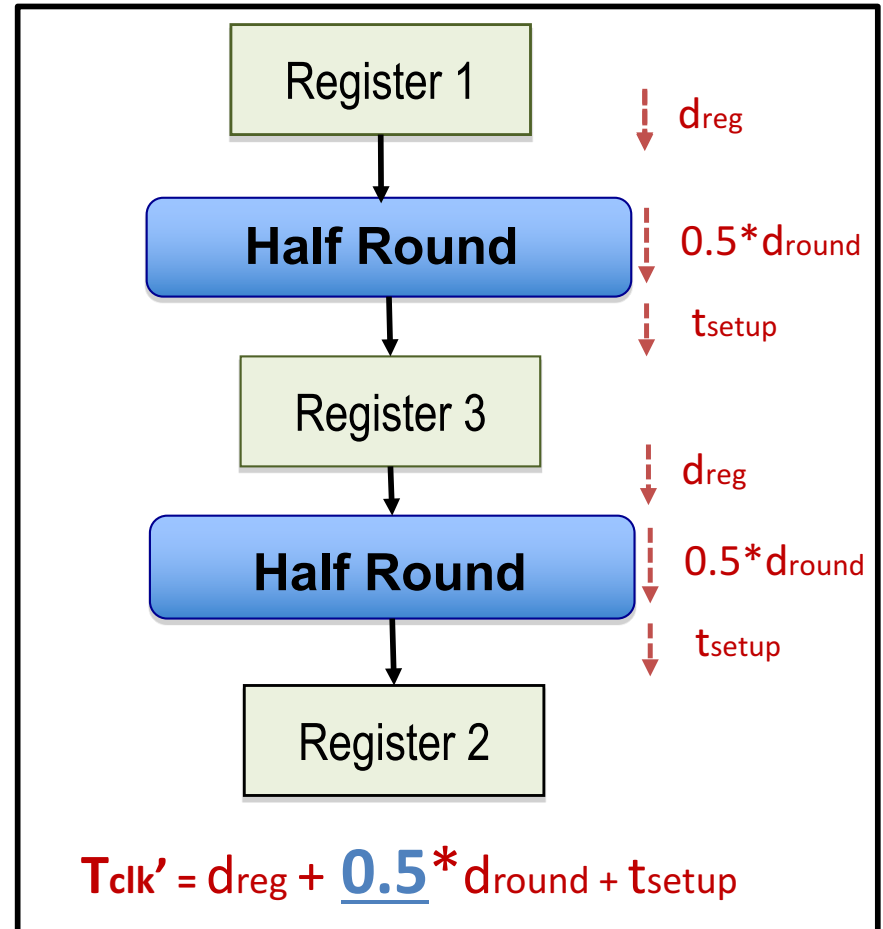 Register 1
dreg
Half Round
0.5*dround
tsetup
Register 3
dreg
Half Round
0.5*dround
tsetup
Register 2
Tclk’ = dreg + 0.5* dround + tsetup